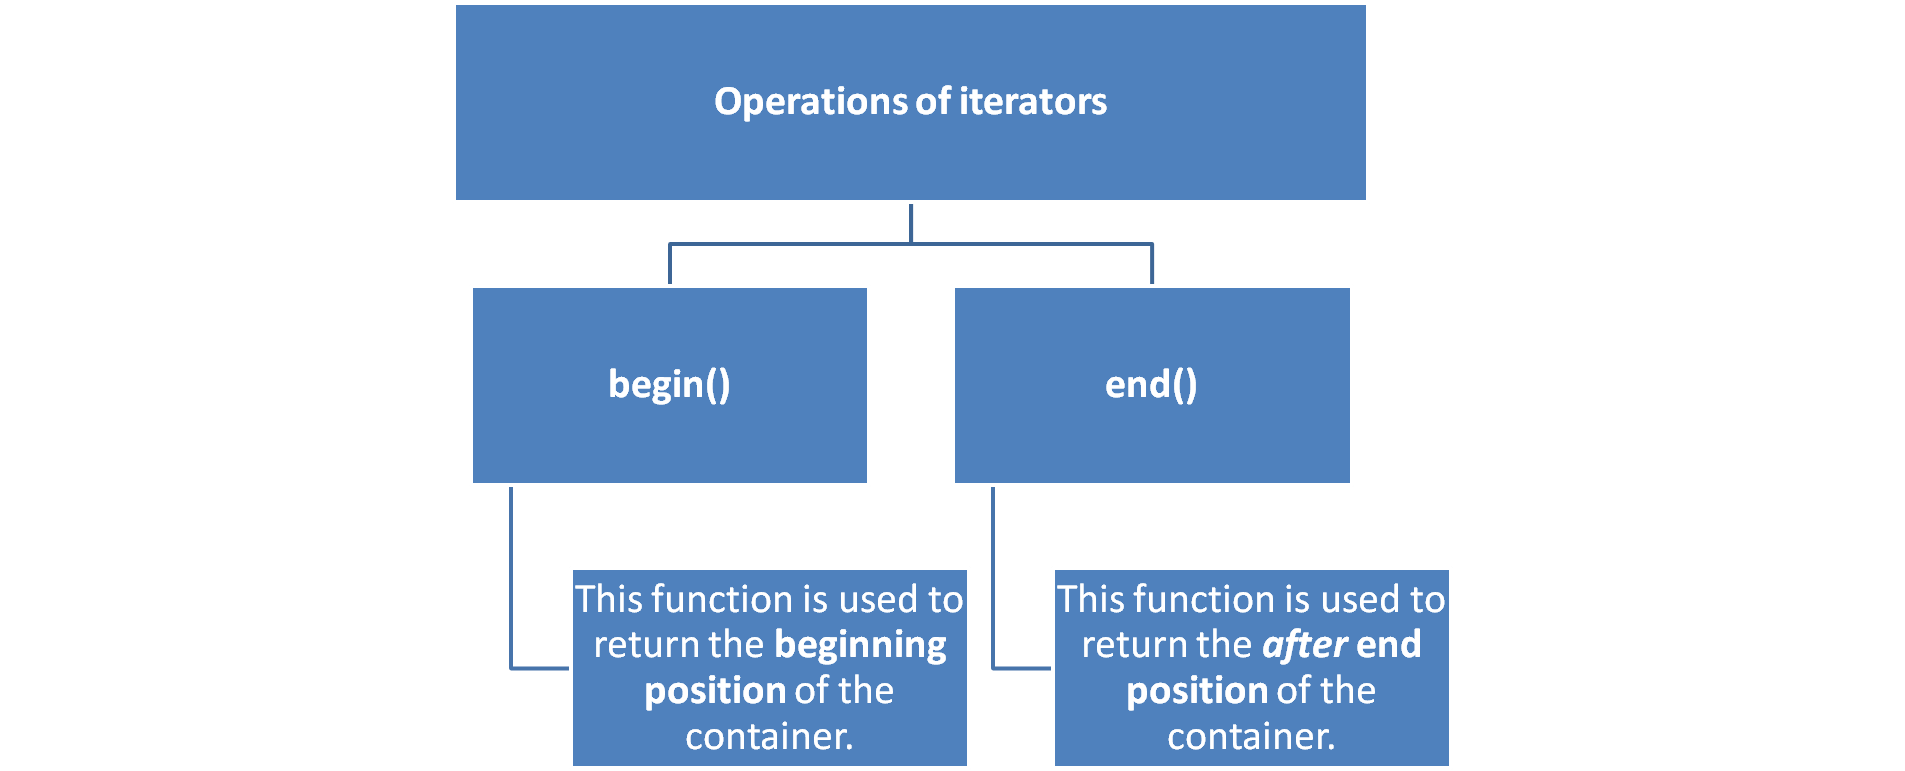 Operations of iterators
begin()
end()
This function is used to
return the beginning
position of the
container.
This function is used to
return the after end
position of the
container.